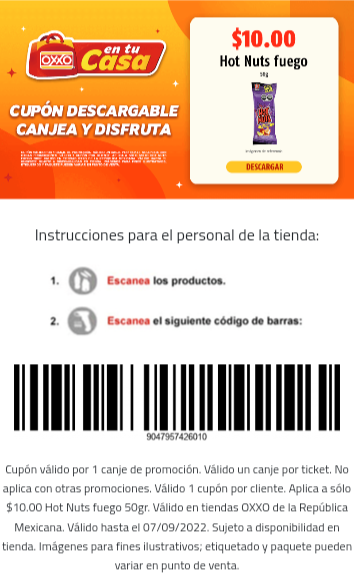 en tu
OXXO Casa
CUPÓN DESCARGABLE
CANJEA Y DISFRUTA
$10.00
Hot Nuts fuego
50g
DESCARGAR
Instrucciones para el personal de la tienda:
1. Escanea los productos.
2. Escanea el siguiente código de barras:
9047957426010
Cupón válido por 1 canje de promoción. Válido un canje por ticket. No
aplica con otras promociones. Válido 1 cupón por cliente. Aplica a sólo
$10.00 Hot Nuts fuego 50gr. Válido en tiendas OXXO de la República
Mexicana. Válido hasta el 07/09/2022. Sujeto a disponibilidad en
tienda. Imágenes para fines ilustrativos; etiquetado y paquete pueden
variar en punto de venta.